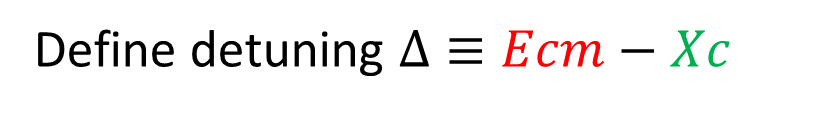 Define detuning Δ ≡ Ecm − Xc